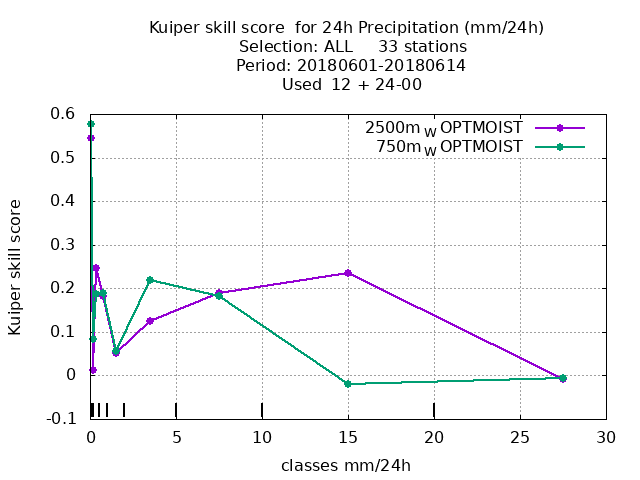 Kuiper skill score  for 24h Precipitation (mm/24h)
Selection: ALL     33 stations
Period: 20180601-20180614
Used  12 + 24-00
2500m W OPTMOIST
750m W OPTMOIST
0.6
0.5
0.4
0.3
0.2
0.1
0
-0.1
Kuiper skill score
0 5 10 15 20 25 30
classes mm/24h